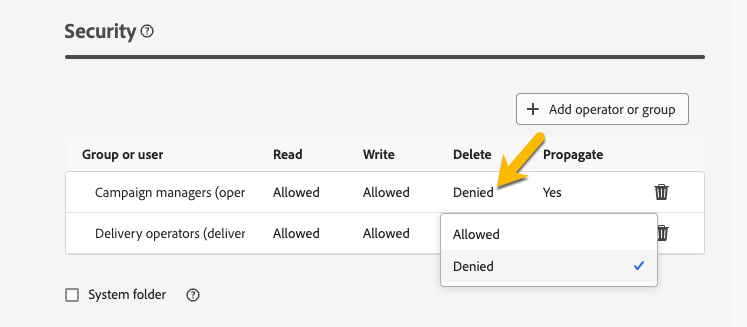 Security
Add operator or group
Group or user Read Write Delete Propagate
Campaign managers (oper Allowed Allowed Denied Yes
Delivery operators (deliver Allowed Allowed
Allowed
Denied
System folder